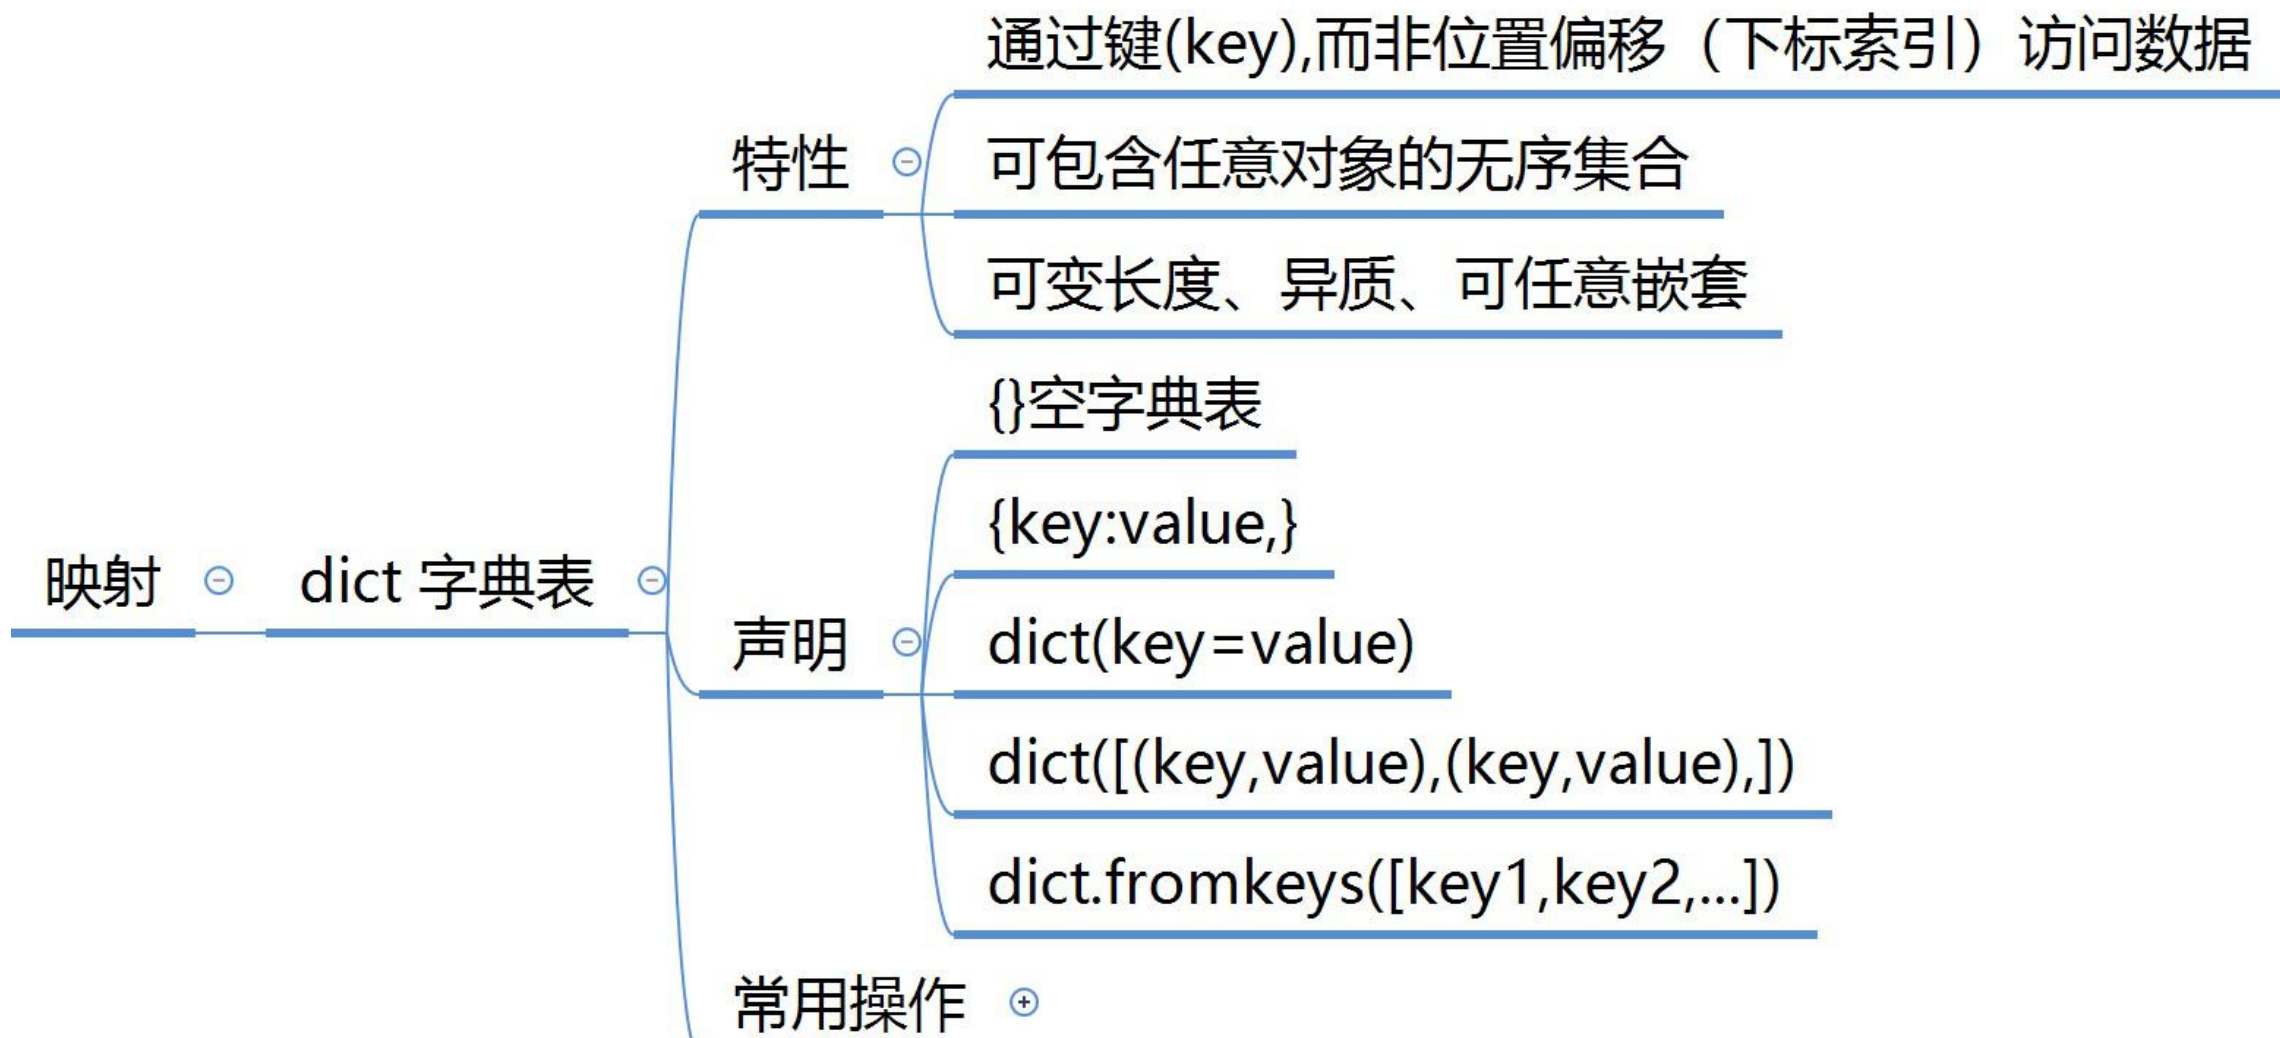 通过键(key),而非位置偏移（下标索引）访问数据
特性
可包含任意对象的无序集合
可变长度、异质、可任意嵌套
{}空字典表
{key:value,}
映射
dict 字典表
声明
dict(key=value)
dict([(key,value),(key,value),])
dict.fromkeys([key1,key2,...])
常用操作